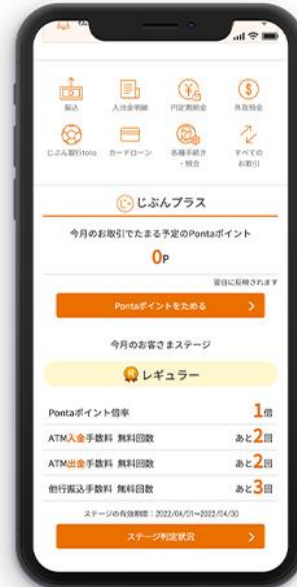 振込
入出金明細
円定期預金
外貨預金
じぶん銀行toto
カードローン
各種手続き
・照会
すべての
お取引
じぶんプラス
今月のお取引でたまる予定のPontaポイント
0P
翌日に反映されます
Pontaポイントをためる
今月のお客さまステージ
レギュラー
Pontaポイント倍率 1倍
ATM入金手数料 無料回数 あと2回
ATM出金手数料 無料回数 あと2回
他行振込手数料 無料回数 あと3回
ステージの有効期間：2022/04/01~2022/04/30
ステージ判定状況